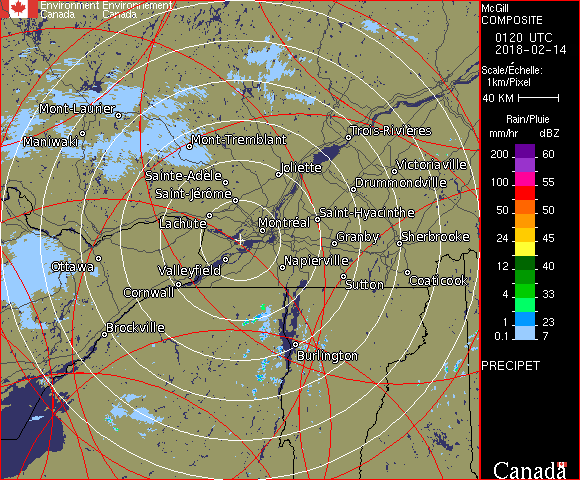 Environment Environnement
Canada Canada
Mont-Laurier
Maniwaki
Mont-Tremblant
Trois-Rivières
Sainte-Adèle
Joliette
Victoriaville
Saint-Jérôme
Drummondville
Lachute
Montréal
Saint-Hyacinthe
Granby
Sherbrooke
Ottawa
Valleyfield
Napierville
Cornwall
Sutton
Coaticook
Brockville
Burlington
McGill
COMPOSITE
0120 UTC
2018-02-14
Scale/Échelle:
1km/Pixel
40 KM
Rain/Pluie
mm/hr dBZ
200 60
150 57
100 55
50 50
24 45
12 40
4 33
1 23
0.1 7
PRECIPET
Canada